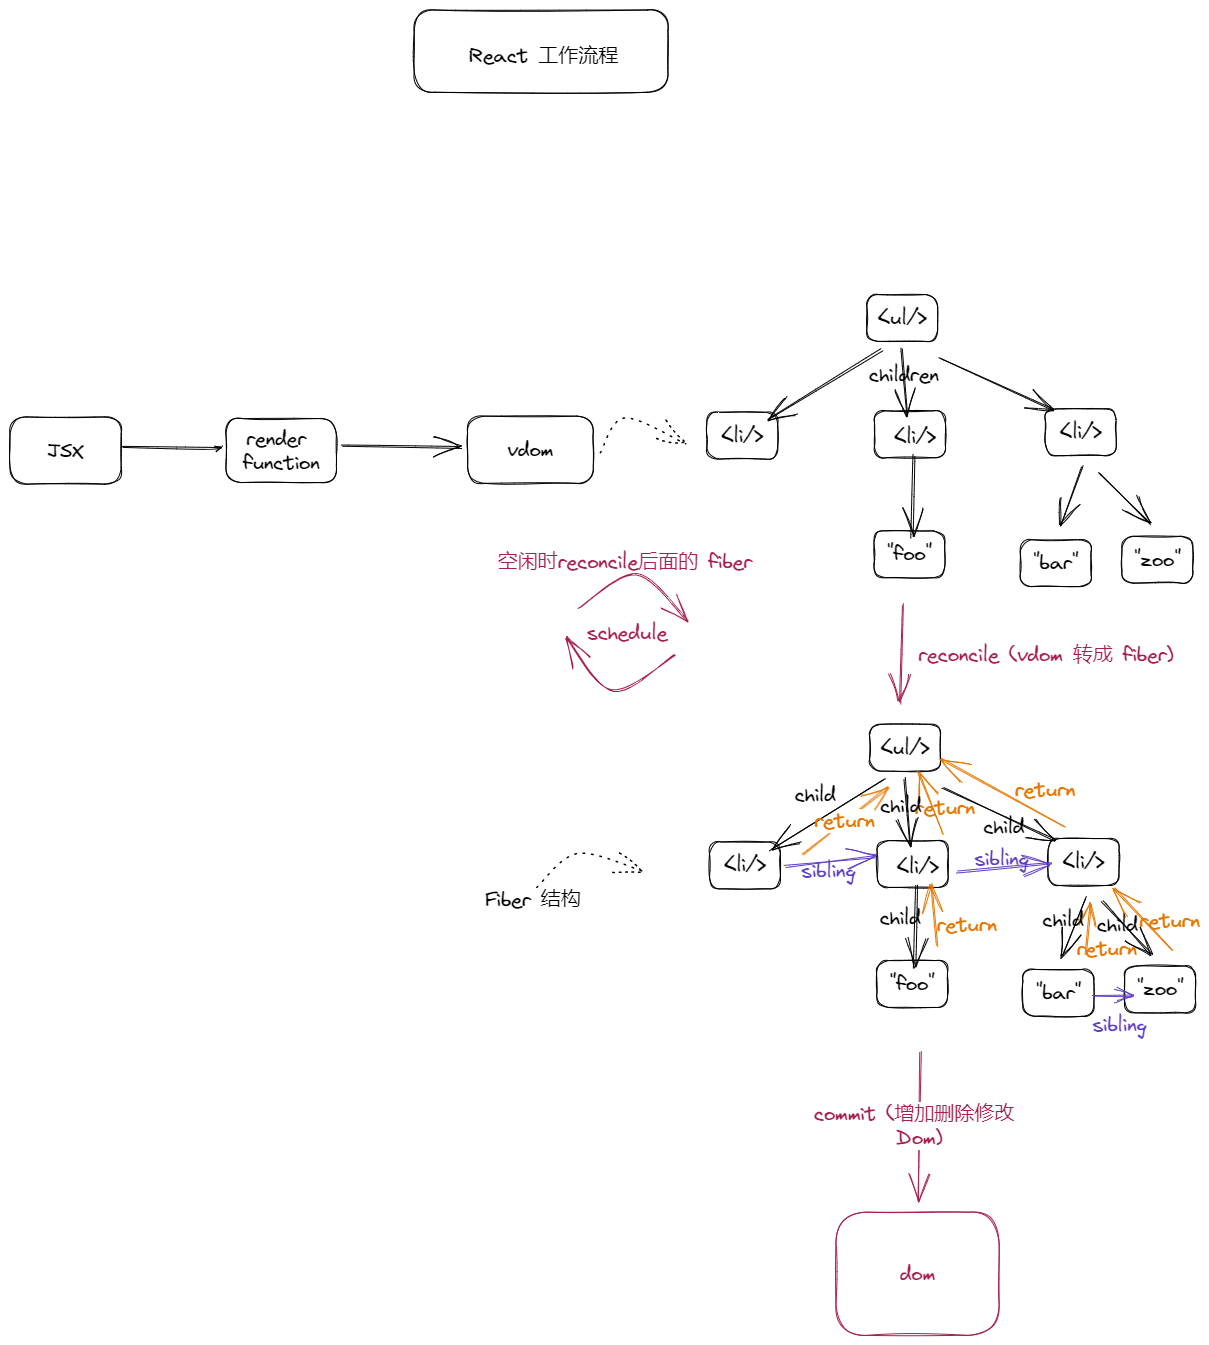 React 工作流程
<ul/>
children
<li/>
<li/>
<li/>
JSX
render
function
vdom
"foo"
"bar"
"zoo"
空闲时reconcile后面的 fiber
schedule
reconcile (vdom 转成 fiber)
<ul/>
child
return
child
return
child
return
<li/>
sibling
<li/>
sibling
<li/>
Fiber 结构
child
return
child
return
child
return
"foo"
"bar"
"zoo"
sibling
commit (增加删除修改
Dom)
dom